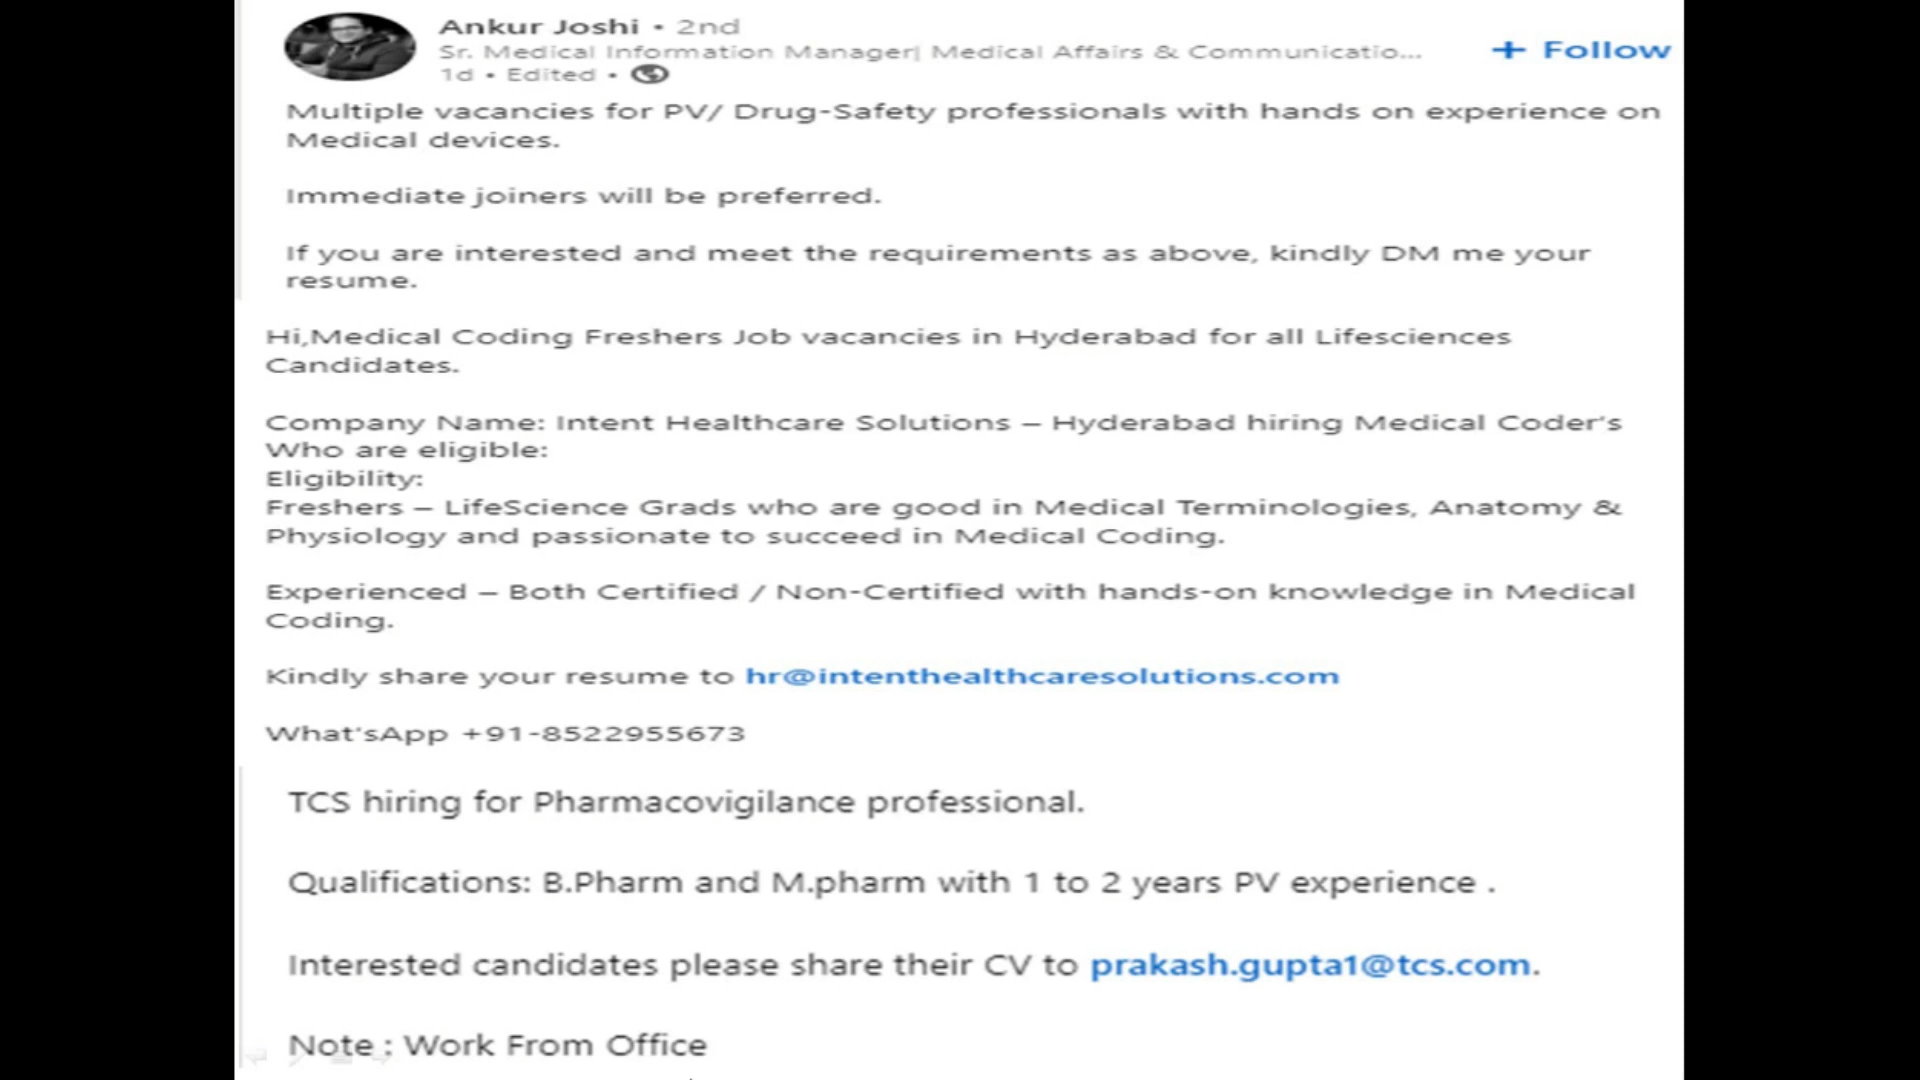 Ankur Joshi • 2nd
Sr. Medical Information Manager| Medical Affairs & Communicatio...
1d • Edited •
+ Follow
Multiple vacancies for PV/ Drug-Safety professionals with hands on experience on
Medical devices.
Immediate joiners will be preferred.
If you are interested and meet the requirements as above, kindly DM me your
resume.
Hi,Medical Coding Freshers Job vacancies in Hyderabad for all Lifesciences
Candidates.
Company Name: Intent Healthcare Solutions – Hyderabad hiring Medical Coder's
Who are eligible:
Eligibility:
Freshers – LifeScience Grads who are good in Medical Terminologies, Anatomy &
Physiology and passionate to succeed in Medical Coding.
Experienced – Both Certified / Non-Certified with hands-on knowledge in Medical
Coding.
Kindly share your resume to hr@intenthealthcaresolutions.com
What'sApp +91-8522955673
TCS hiring for Pharmacovigilance professional.
Qualifications: B.Pharm and M.pharm with 1 to 2 years PV experience .
Interested candidates please share their CV to prakash.gupta1@tcs.com.
Note : Work From Office